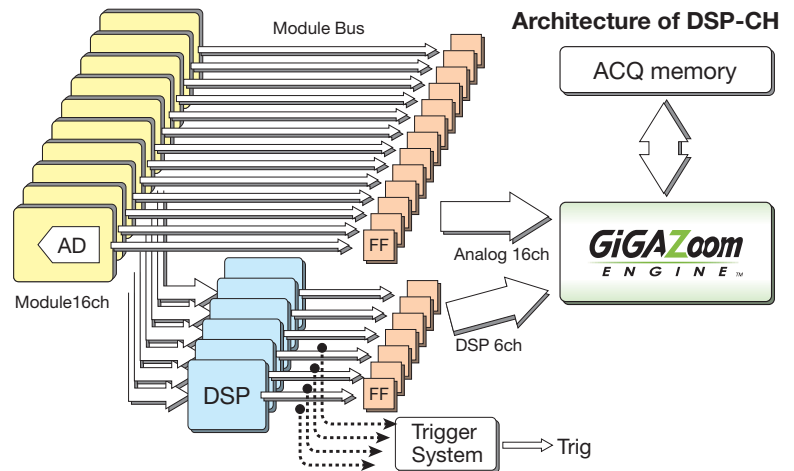 Architecture of DSP-CH
Module Bus
ACQ memory
AD
FF
Analog 16ch
GiGAZoom
ENGINE™
Module16ch
DSP 6ch
DSP
FF
Trigger
System
Trig